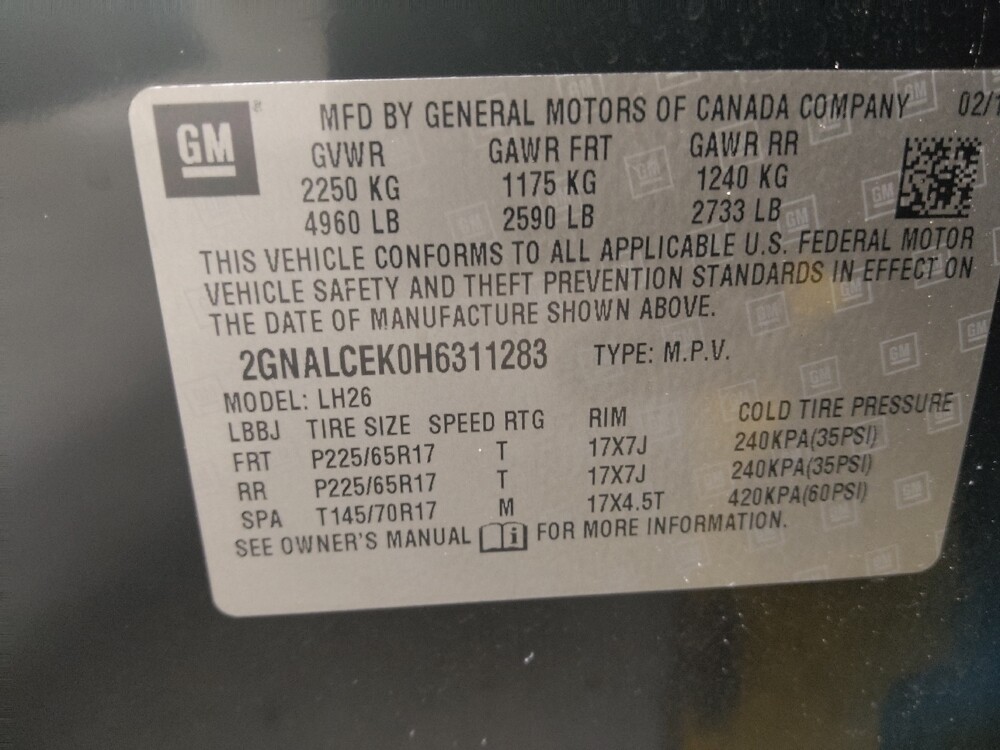 GM
MFD BY GENERAL MOTORS OF CANADA COMPANY 02/1
GVWR GAWR FRT GAWR RR
2250 KG 1175 KG 1240 KG
4960 LB 2590 LB 2733 LB
THIS VEHICLE CONFORMS TO ALL APPLICABLE U.S. FEDERAL MOTOR
VEHICLE SAFETY AND THEFT PREVENTION STANDARDS IN EFFECT ON
THE DATE OF MANUFACTURE SHOWN ABOVE.
2GNALCEK0H6311283 TYPE: M.P.V.
MODEL: LH26
LBBJ TIRE SIZE SPEED RTG RIM COLD TIRE PRESSURE
FRT P225/65R17 T 17X7J 240KPA(35PSI)
RR P225/65R17 T 17X7J 240KPA(35PSI)
SPA T145/70R17 M 17X4.5T 420KPA(60PSI)
SEE OWNER'S MANUAL i FOR MORE INFORMATION.